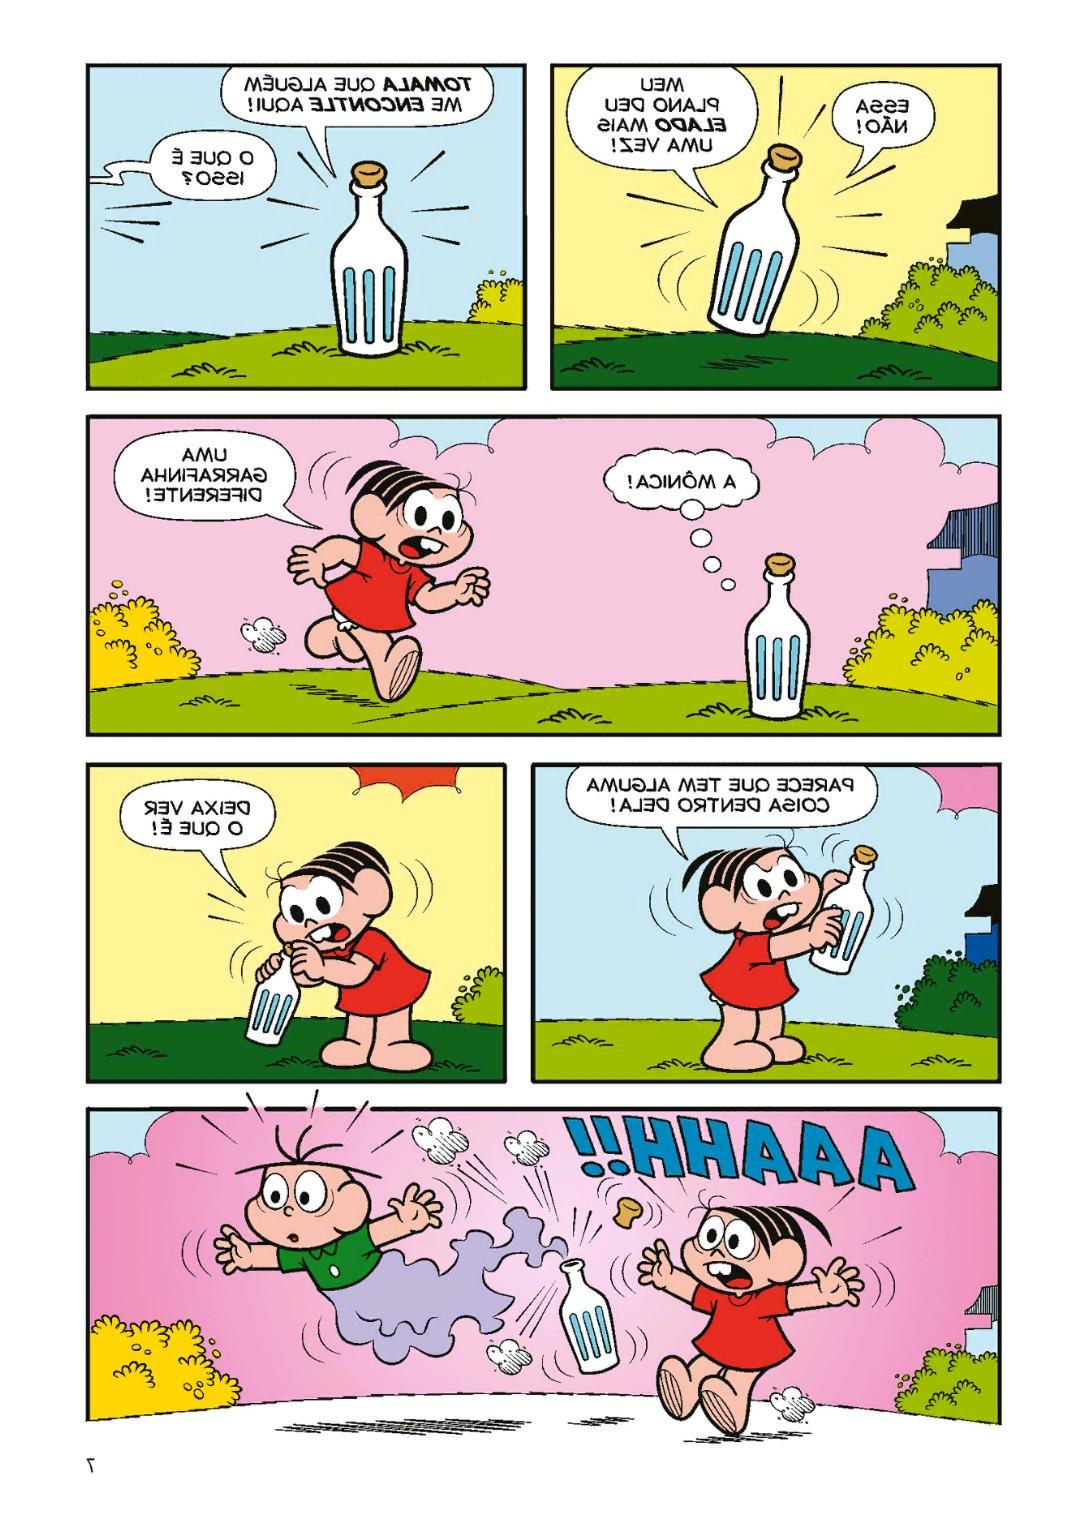 ESSA
NÃO!
MEU
PLANO DEU
ELADO MAIS
UMA VEZ!
TOMALA QUE ALGUÉM
ME ENCONTLE AQUI!
O QUE É
ISSO?
A MÔNICA!
UMA
GARRAFINHA
DIFERENTE!
PARECE QUE TEM ALGUMA
COISA DENTRO DELA!
DEIXA VER
O QUE É!
AAAHH!!
7